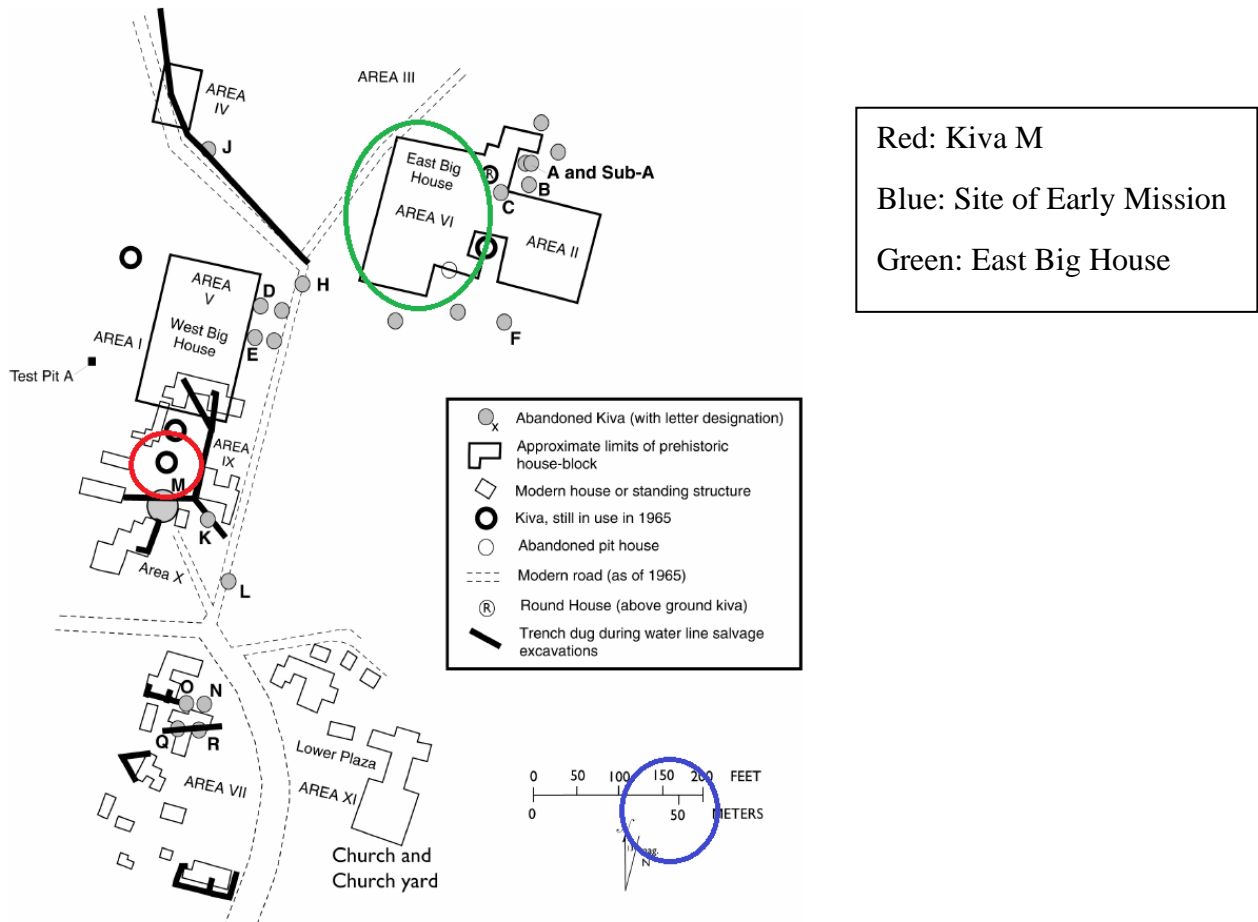 AREA III
AREA
IV
J
East Big
House
R
A and Sub-A
B
C
AREA VI
AREA II
H
F
AREA
V
D
West Big
House
E
AREA I
Test Pit A
AREA
IX
M
K
Area X
L
x
Abandoned Kiva (with letter designation)
Approximate limits of prehistoric
house-block
Modern house or standing structure
Kiva, still in use in 1965
Abandoned pit house
Modern road (as of 1965)
R
Round House (above ground kiva)
Trench dug during water line salvage
excavations
O
N
Q
R
AREA VII
Lower Plaza
AREA XI
Church and
Church yard
0 50 100 150 200 FEET
0 50 METERS
mag.
N
Red: Kiva M
Blue: Site of Early Mission
Green: East Big House